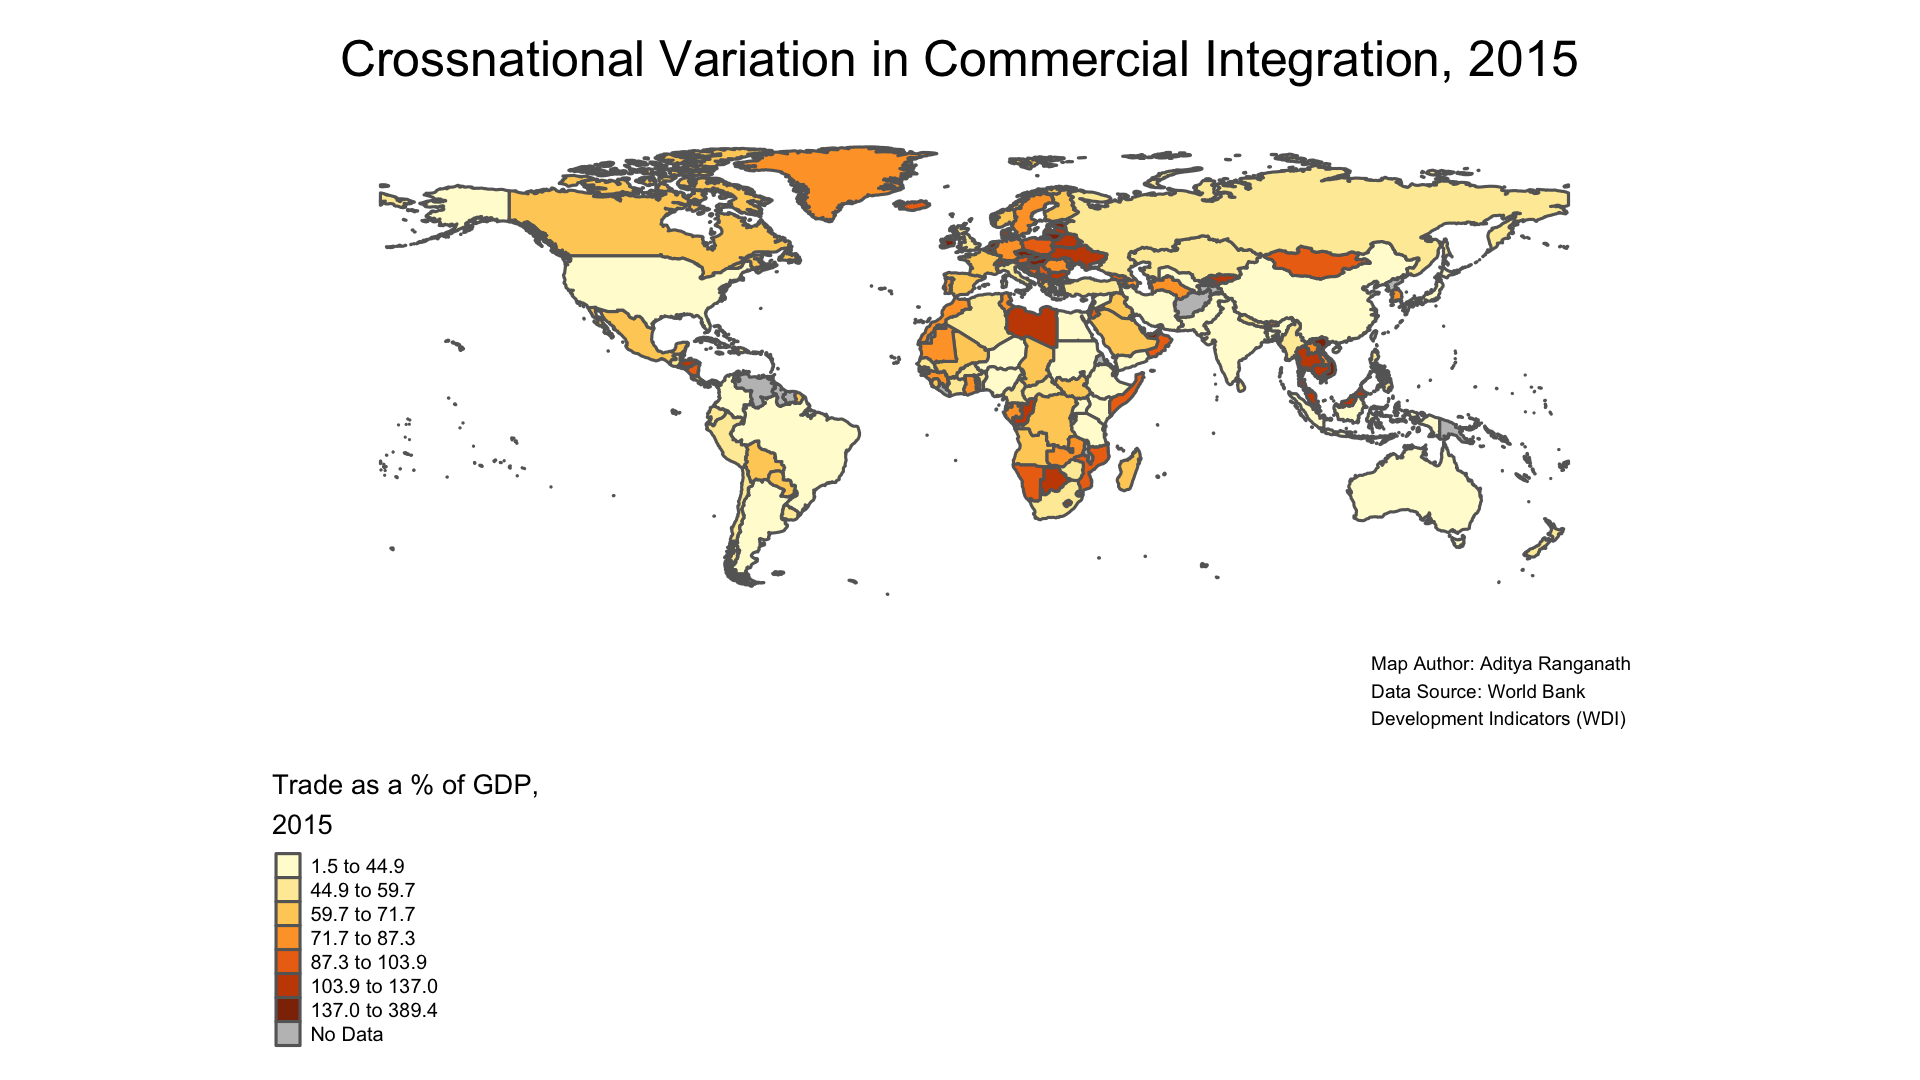 Crossnational Variation in Commercial Integration, 2015
Map Author: Aditya Ranganath
Data Source: World Bank
Development Indicators (WDI)
Trade as a % of GDP,
2015
1.5 to 44.9
44.9 to 59.7
59.7 to 71.7
71.7 to 87.3
87.3 to 103.9
103.9 to 137.0
137.0 to 389.4
No Data